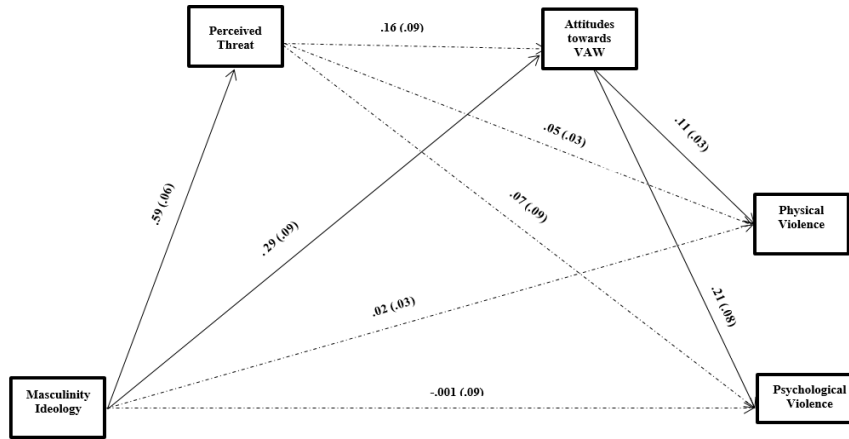 Perceived
Threat
.16 (.09)
Attitudes
towards
VAW
.05 (.03)
.11 (.03)
.59 (.06)
.29 (.09)
.07 (.09)
Physical
Violence
.02 (.03)
.21 (.08)
Masculinity
Ideology
-.001 (.09)
Psychological
Violence